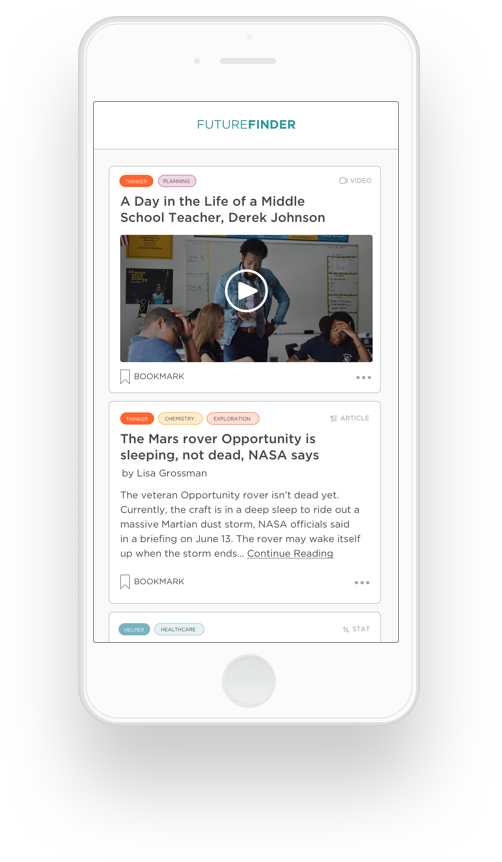 FUTUREFINDER
THINKER PLANNING VIDEO
A Day in the Life of a Middle
School Teacher, Derek Johnson
BOOKMARK
THINKER CHEMISTRY EXPLORATION ARTICLE
The Mars rover Opportunity is
sleeping, not dead, NASA says
by Lisa Grossman
The veteran Opportunity rover isn’t dead yet.
Currently, the craft is in a deep sleep to ride out a
massive Martian dust storm, NASA officials said
in a briefing on June 13. The rover may wake itself
up when the storm ends... Continue Reading
BOOKMARK
HELPER HEALTHCARE STAT